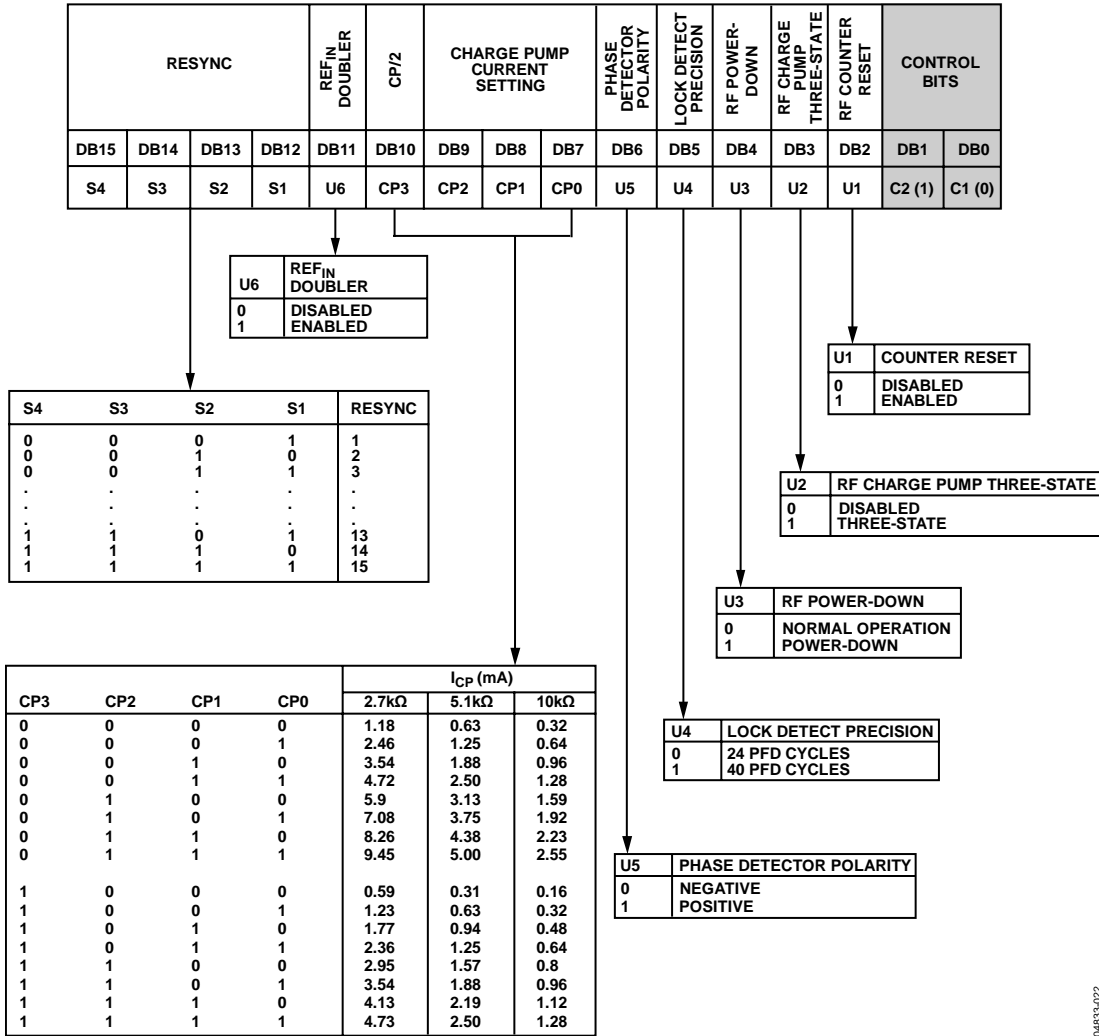 RESYNC
REFIN DOUBLER
CP/2
CHARGE PUMP
CURRENT
SETTING
PHASE
DETECTOR
POLARITY
LOCK DETECT
PRECISION
RF POWER-
DOWN
RF CHARGE
PUMP
THREE-STATE
RF COUNTER
RESET
CONTROL
BITS
DB15 DB14 DB13 DB12 DB11 DB10 DB9 DB8 DB7 DB6 DB5 DB4 DB3 DB2 DB1 DB0
S4 S3 S2 S1 U6 CP3 CP2 CP1 CP0 U5 U4 U3 U2 U1 C2 (1) C1 (0)
U6 REFIN DOUBLER
0 DISABLED
1 ENABLED
U1 COUNTER RESET
0 DISABLED
1 ENABLED
S4 S3 S2 S1 RESYNC
0 0 0 1 1
0 0 1 0 2
0 0 1 1 3
. . . . .
. . . . .
. . . . .
1 1 0 1 13
1 1 1 0 14
1 1 1 1 15
U2 RF CHARGE PUMP THREE-STATE
0 DISABLED
1 THREE-STATE
U3 RF POWER-DOWN
0 NORMAL OPERATION
1 POWER-DOWN
ICP (mA)
CP3 CP2 CP1 CP0 2.7kΩ 5.1kΩ 10kΩ
0 0 0 0 1.18 0.63 0.32
0 0 0 1 2.46 1.25 0.64
0 0 1 0 3.54 1.88 0.96
0 0 1 1 4.72 2.50 1.28
0 1 0 0 5.9 3.13 1.59
0 1 0 1 7.08 3.75 1.92
0 1 1 0 8.26 4.38 2.23
0 1 1 1 9.45 5.00 2.55
1 0 0 0 0.59 0.31 0.16
1 0 0 1 1.23 0.63 0.32
1 0 1 0 1.77 0.94 0.48
1 0 1 1 2.36 1.25 0.64
1 1 0 0 2.95 1.57 0.8
1 1 0 1 3.54 1.88 0.96
1 1 1 0 4.13 2.19 1.12
1 1 1 1 4.73 2.50 1.28
U4 LOCK DETECT PRECISION
0 24 PFD CYCLES
1 40 PFD CYCLES
U5 PHASE DETECTOR POLARITY
0 NEGATIVE
1 POSITIVE
04833-022